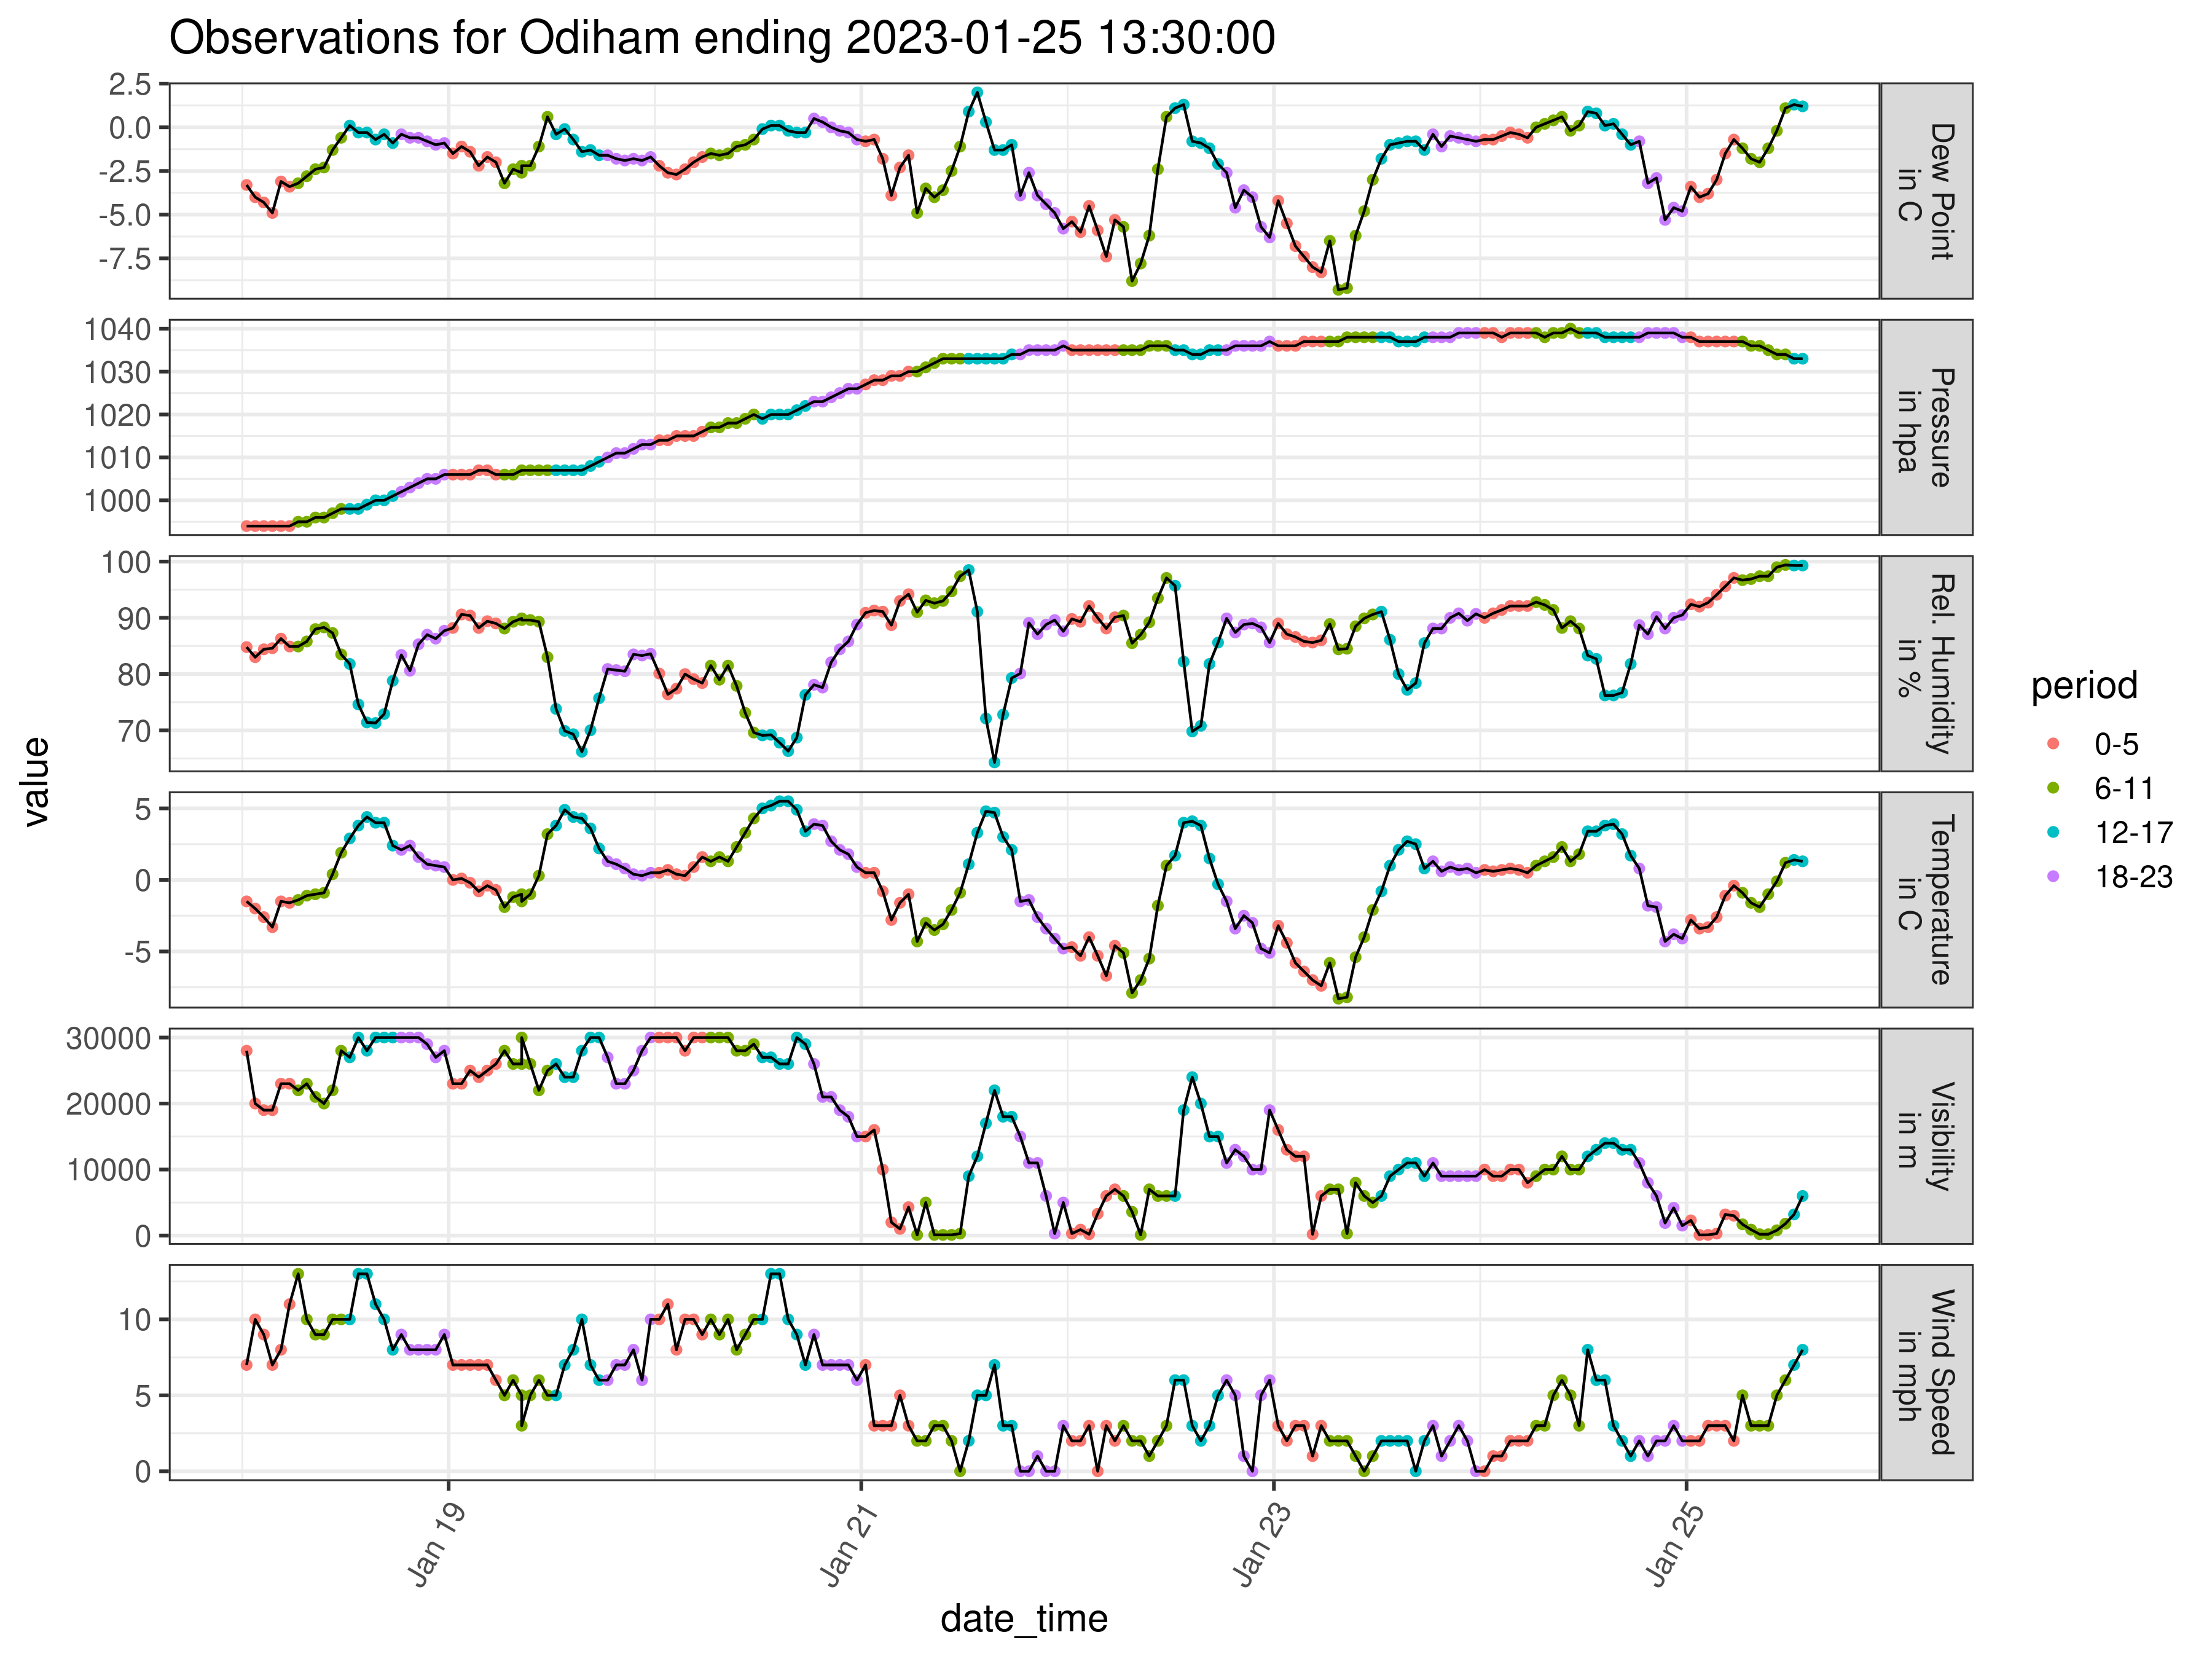 Observations for Odiham ending 2023-01-25 13:30:00
2.5
0.0
-2.5
-5.0
-7.5
Dew Point
in C
1040
1030
1020
1010
1000
Pressure
in hpa
100
90
80
70
Rel. Humidity
in %
5
0
-5
Temperature
in C
30000
20000
10000
0
Visibility
in m
10
5
0
Wind Speed
in mph
value
Jan 19
Jan 21
Jan 23
Jan 25
date_time
period
0-5
6-11
12-17
18-23